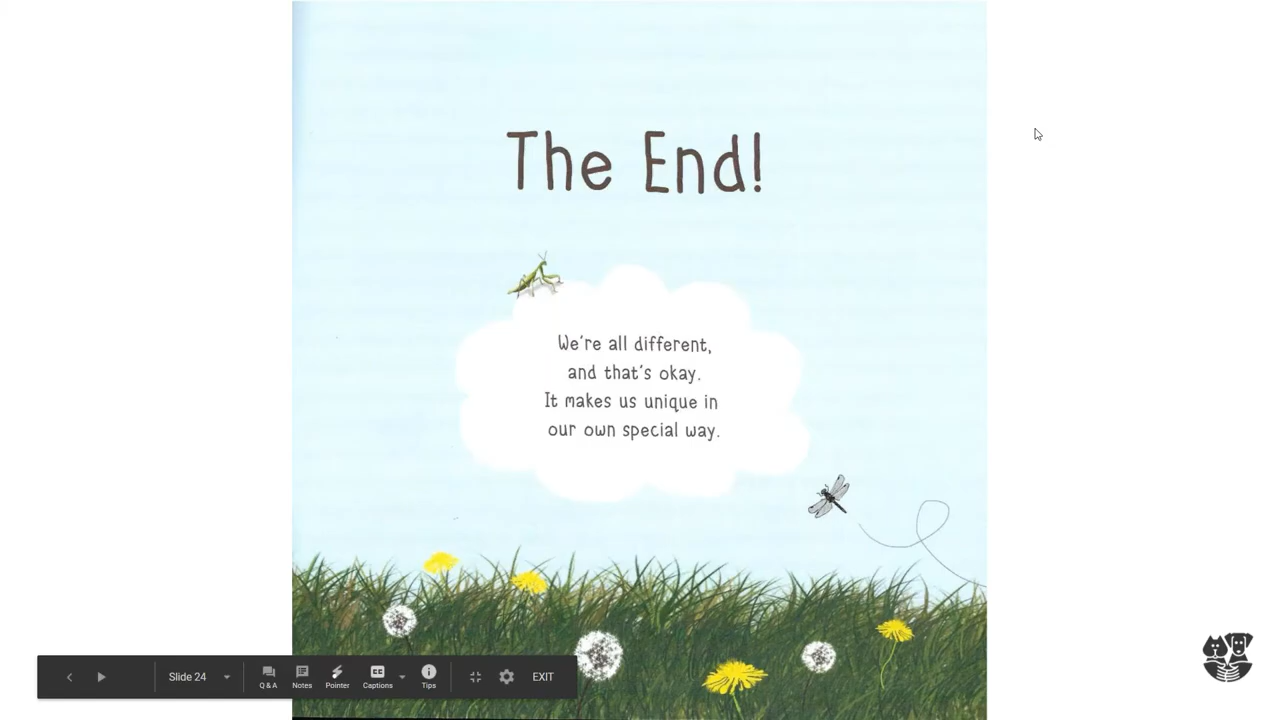 The End!
We're all different,
and that's okay.
It makes us unique in
our own special way.
Slide 24
Q & A
Notes
Pointer
Captions
Tips
EXIT